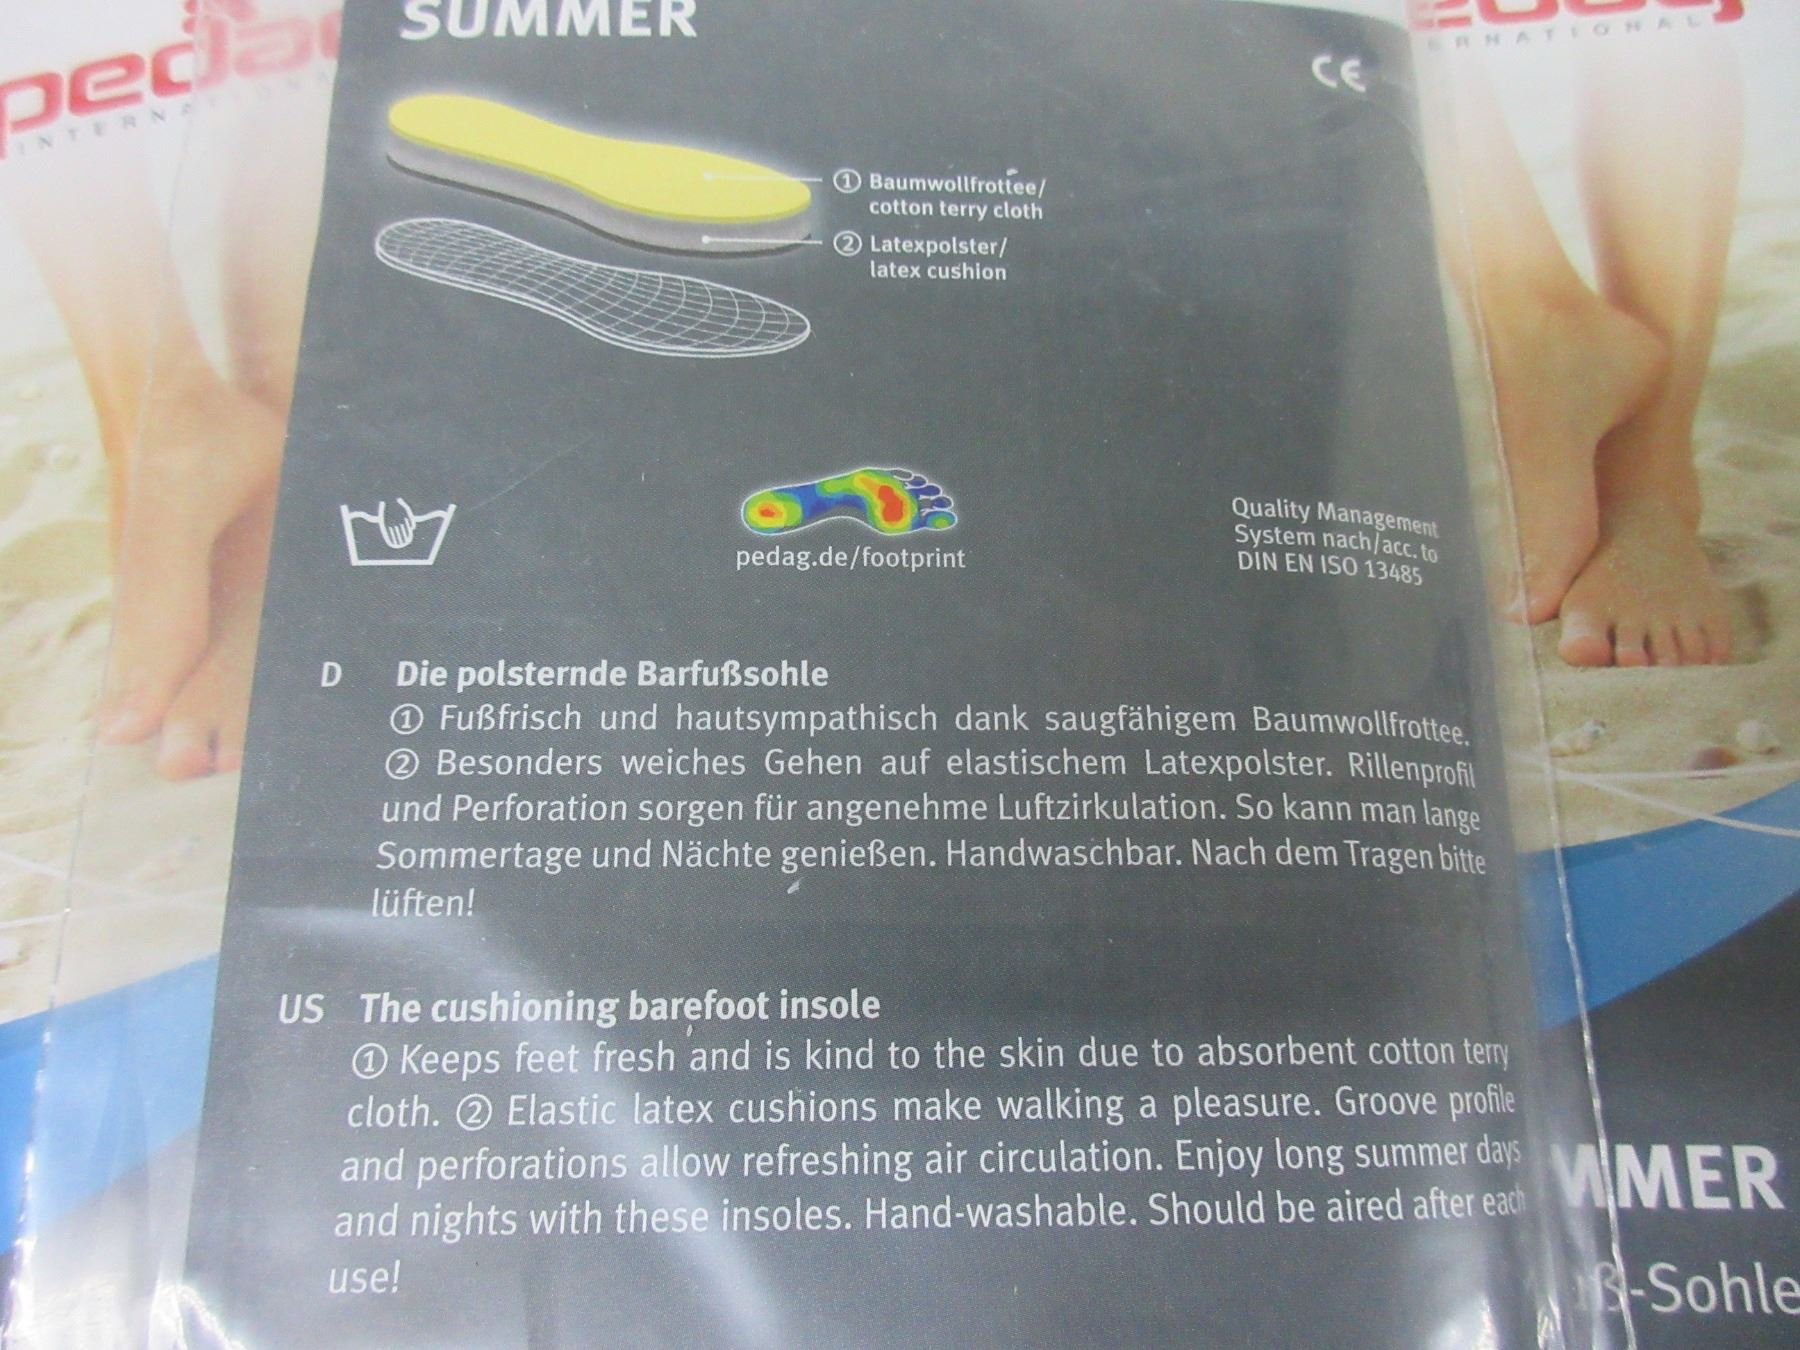 SUMMER
CE
① Baumwollfrottee/
cotton terry cloth
② Latexpolster/
latex cushion
pedag.de/footprint
Quality Management
System nach/acc. to
DIN EN ISO 13485
D Die polsternde Barfußsohle
① Fußfrisch und hautsympathisch dank saugfähigem Baumwollfrottee.
② Besonders weiches Gehen auf elastischem Latexpolster. Rillenprofil
und Perforation sorgen für angenehme Luftzirkulation. So kann man lange
Sommertage und Nächte genießen. Handwaschbar. Nach dem Tragen bitte
lüften!
US The cushioning barefoot insole
① Keeps feet fresh and is kind to the skin due to absorbent cotton terry
cloth. ② Elastic latex cushions make walking a pleasure. Groove profile
and perforations allow refreshing air circulation. Enjoy long summer days
and nights with these insoles. Hand-washable. Should be aired after each
use!
MMER
ß-Sohle